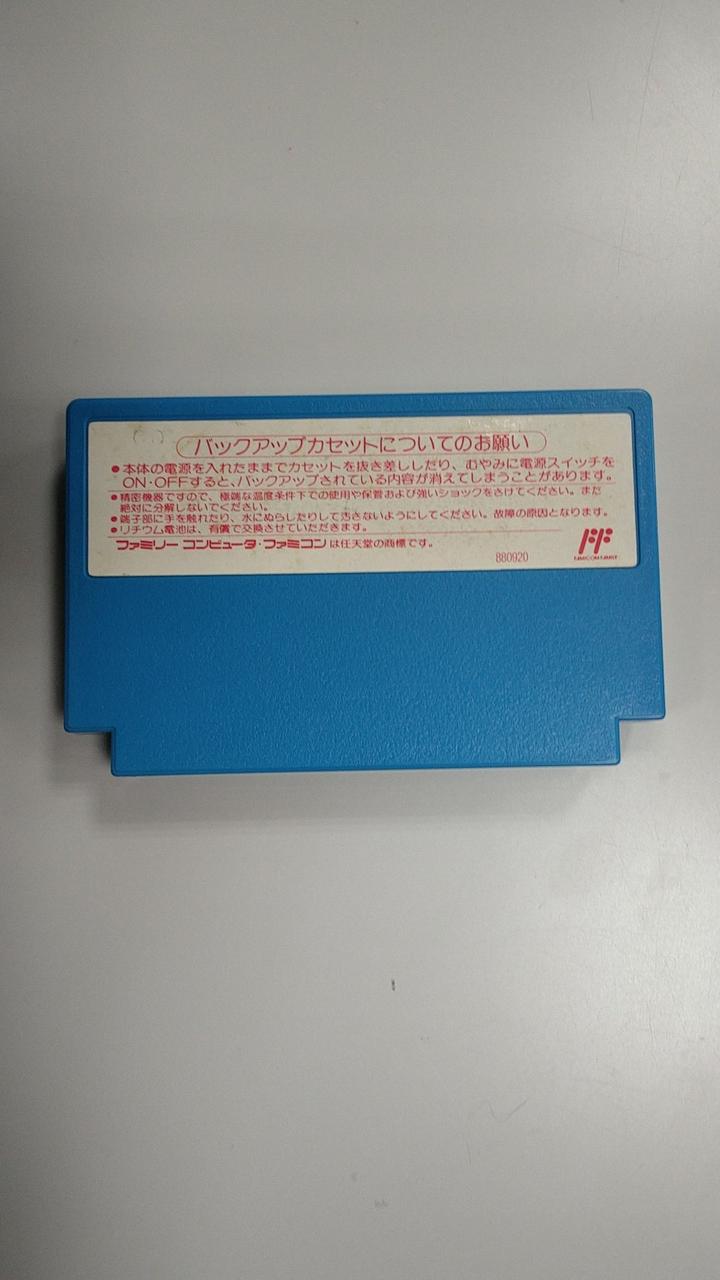 バックアップカセットについてのお願い
●本体の電源を入れたままでカセットを抜き差ししたり、むやみに電源スイッチを
ON・OFFすると、バックアップされている内容が消えてしまうことがあります。
●精密機器ですので、極端な温度条件下での使用や保管および強いショックをさけてください。また
絶対に分解しないでください。
●端子部に手を触れたり、水にぬらしたりして汚さないようにしてください。故障の原因となります。
●リチウム電池は、有償で交換させていただきます。
ファミリー コンピュータ・ファミコンは任天堂の商標です。
880920
FF
FAMICOM FAMILY